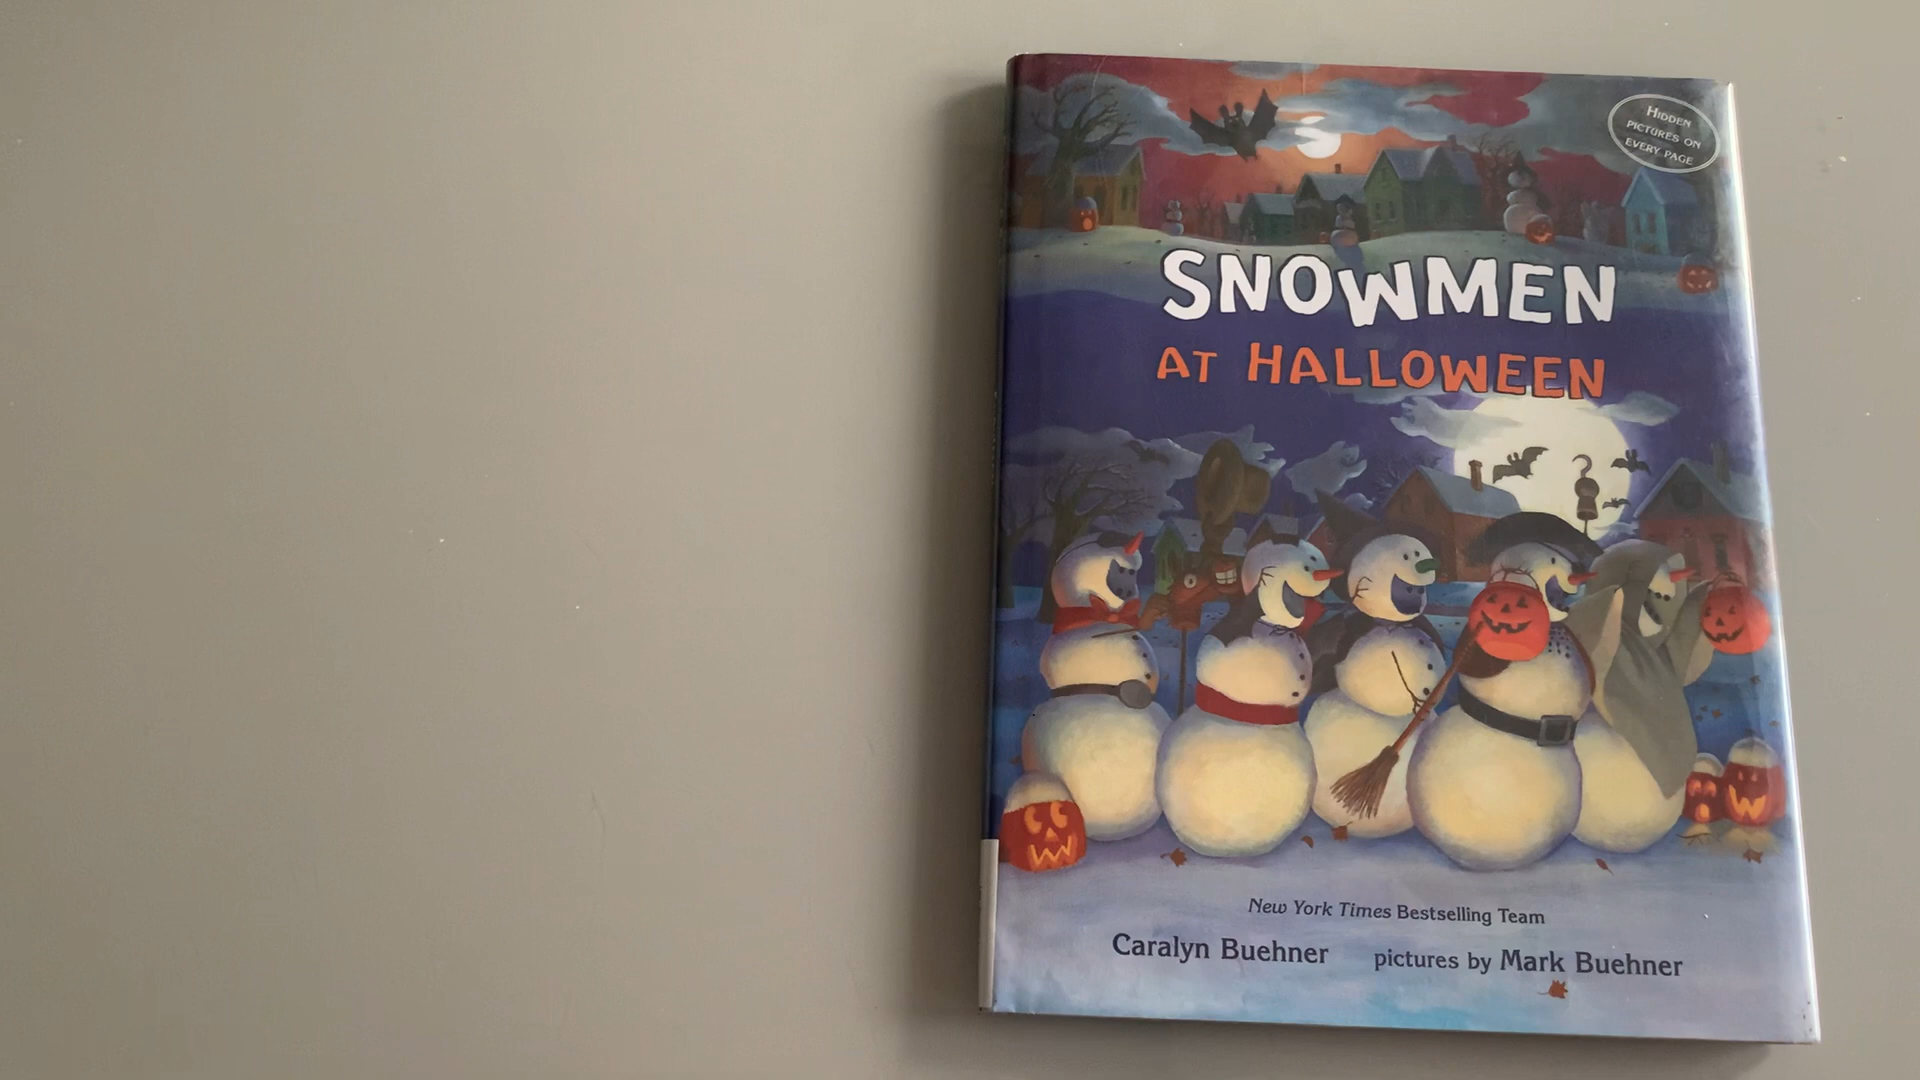 HIDDEN
PICTURES ON
EVERY PAGE
SNOWMEN
AT HALLOWEEN
New York Times Bestselling Team
Caralyn Buehner pictures by Mark Buehner